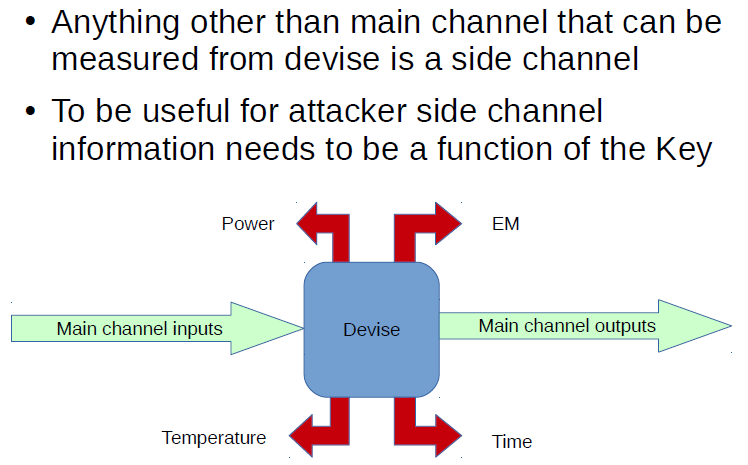 • Anything other than main channel that can be
measured from devise is a side channel
• To be useful for attacker side channel
information needs to be a function of the Key
Power
EM
Main channel inputs
Devise
Main channel outputs
Temperature
Time